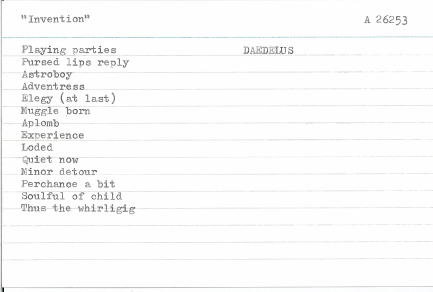 "Invention" A 26253
Playing parties DAEDELUS
Pursed lips reply
Astroboy
Adventress
Elegy (at last)
Muggle born
Aplomb
Experience
Loded
Quiet now
Minor detour
Perchance a bit
Soulful of child
Thus the whirligig